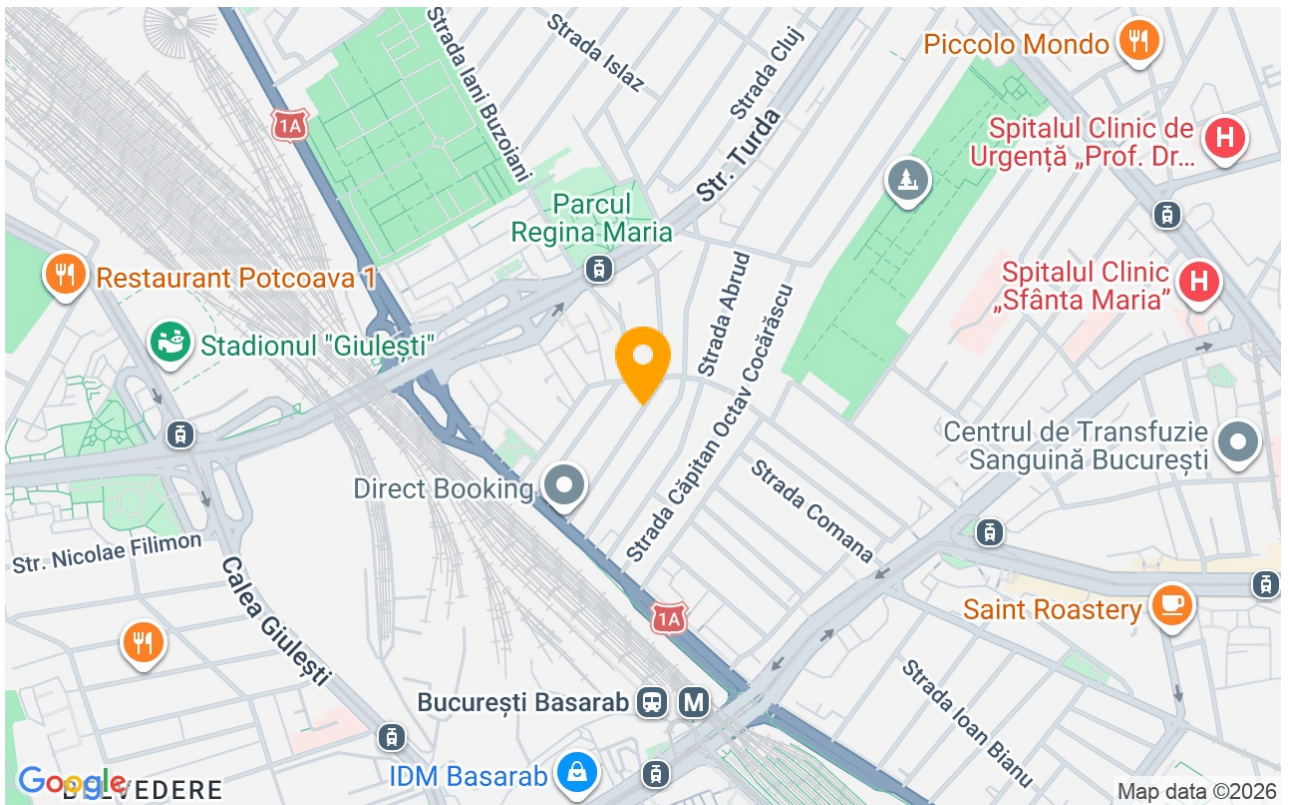 Strada Iani Buzoiani
Strada Islaz
Strada Cluj
Piccolo Mondo
1A
Str. Turda
Spitalul Clinic de
Urgență „Prof. Dr...
H
Parcul
Regina Maria
Restaurant Potcoava 1
Spitalul Clinic
„Sfânta Maria”
H
Strada Abrud
Stadionul "Giulești"
Strada Căpitan Octav Cocărăscu
Centrul de Transfuzie
Sanguină București
Direct Booking
Strada Comana
Str. Nicolae Filimon
Calea Giulești
Saint Roastery
1A
București Basarab
M
Strada Ioan Bianu
IDM Basarab
Google
BELVEDERE
Map data ©2026